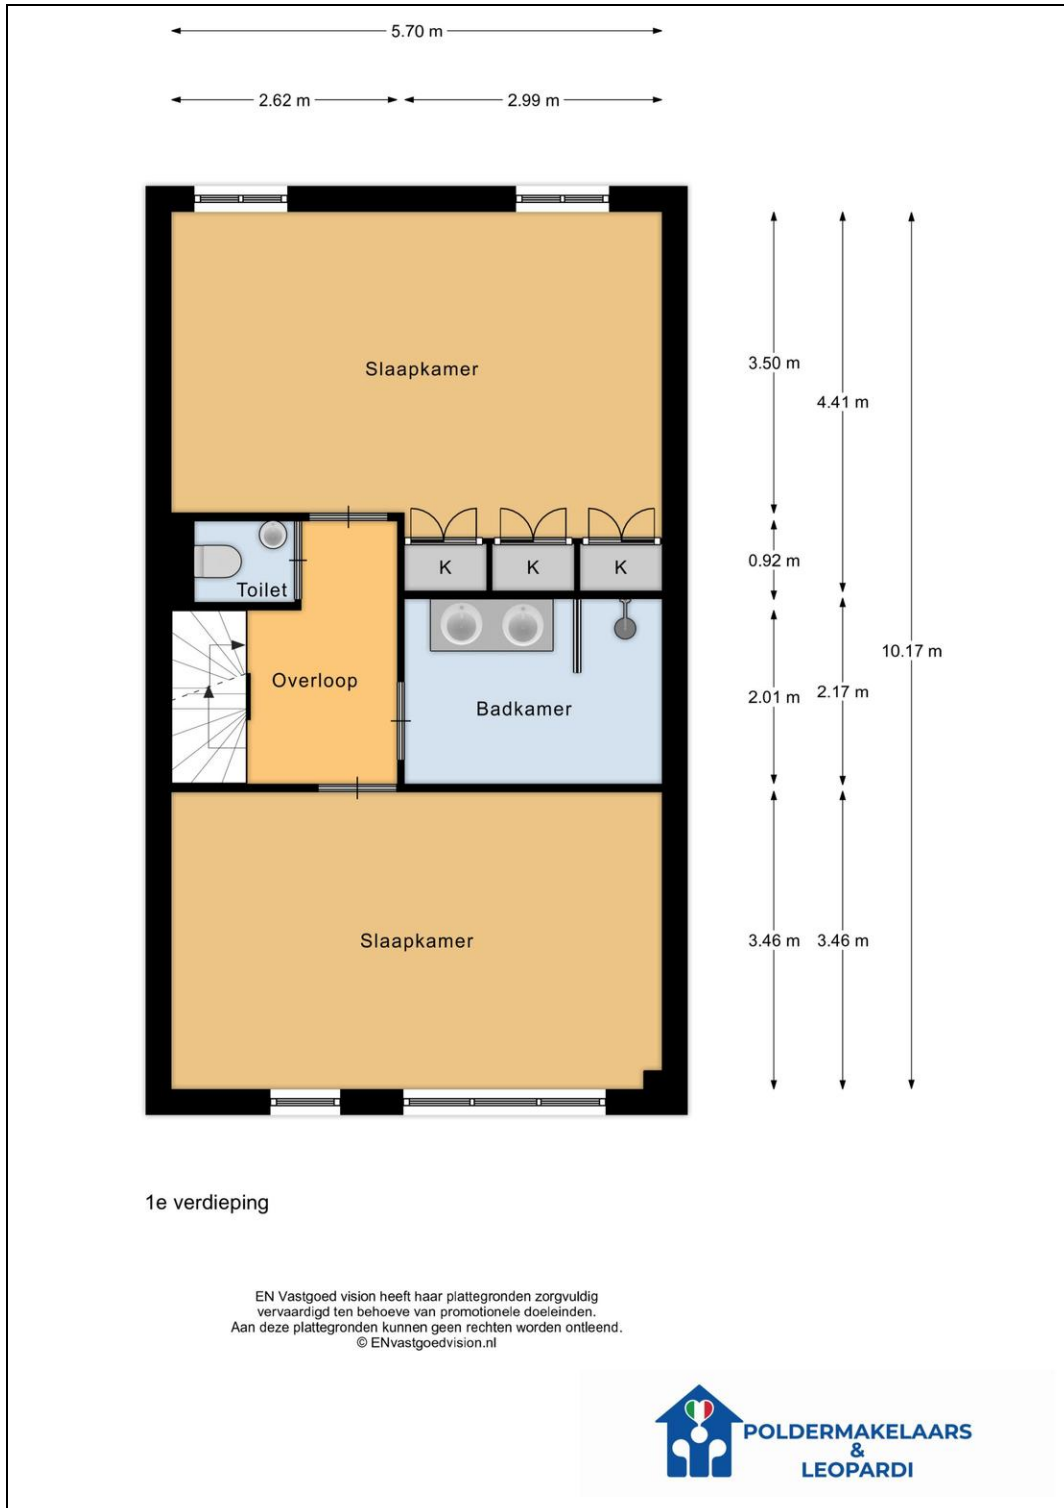 5.70 m
2.62 m
2.99 m
Slaapkamer
3.50 m
4.41 m
K
K
K
0.92 m
Toilet
10.17 m
Overloop
2.01 m
2.17 m
Badkamer
Slaapkamer
3.46 m
3.46 m
1e verdieping
EN Vastgoed vision heeft haar plattegronden zorgvuldig
vervaardigd ten behoeve van promotionele doeleinden.
Aan deze plattegronden kunnen geen rechten worden ontleend.
© ENvastgoedvision.nl
POLDERMAKELAARS
&
LEOPARDI